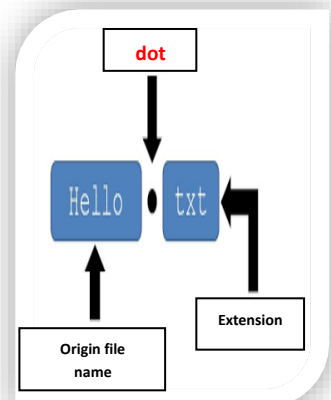 dot
Hello • txt
Extension
Origin file
name